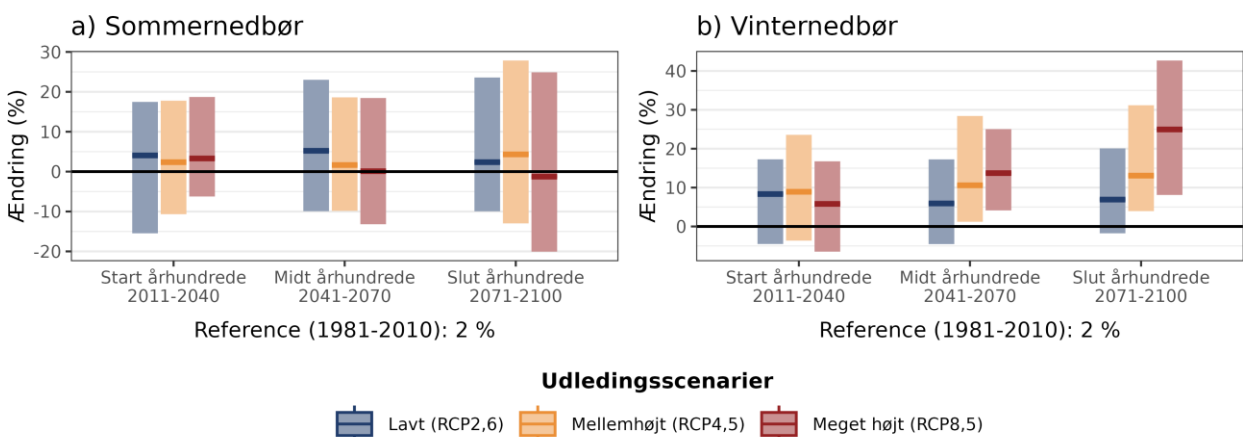 a) Sommernedbør
Ændring (%)
30
20
10
0
-10
-20
Start århundrede
2011-2040
Midt århundrede
2041-2070
Slut århundrede
2071-2100
Reference (1981-2010): 2 %
b) Vinternedbør
Ændring (%)
40
30
20
10
0
Start århundrede
2011-2040
Midt århundrede
2041-2070
Slut århundrede
2071-2100
Reference (1981-2010): 2 %
Udledingsscenarier
Lavt (RCP2,6)
Mellemhøjt (RCP4,5)
Meget højt (RCP8,5)